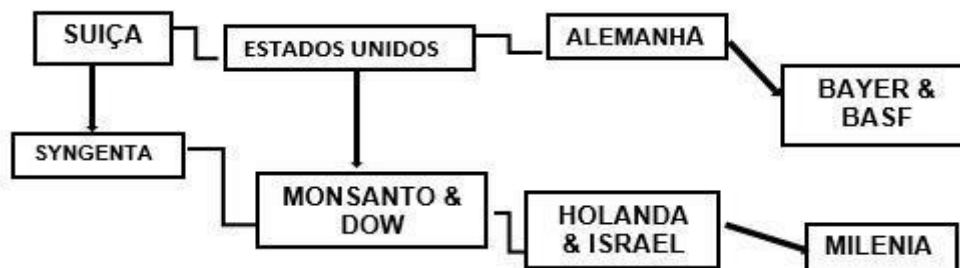 SUIÇA
ESTADOS UNIDOS
ALEMANHA
BAYER &
BASF
SYNGENTA
MONSANTO &
DOW
HOLANDA
& ISRAEL
MILENIA